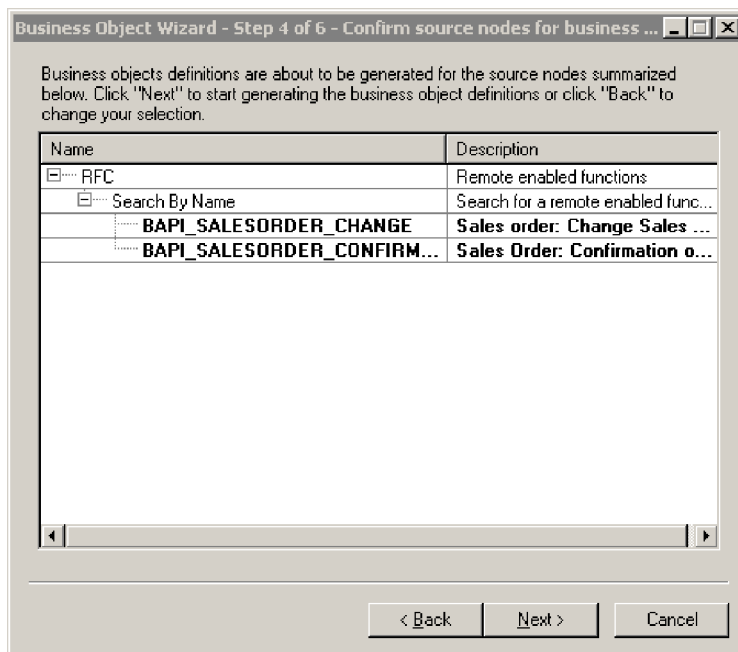 Business Object Wizard - Step 4 of 6 - Confirm source nodes for business ...
Business objects definitions are about to be generated for the source nodes summarized
below. Click "Next" to start generating the business object definitions or click "Back" to
change your selection.
Name Description
RFC Remote enabled functions
Search By Name Search for a remote enabled func...
BAPI_SALESORDER_CHANGE Sales order: Change Sales ...
BAPI_SALESORDER_CONFIRM... Sales Order: Confirmation o...
< Back Next > Cancel